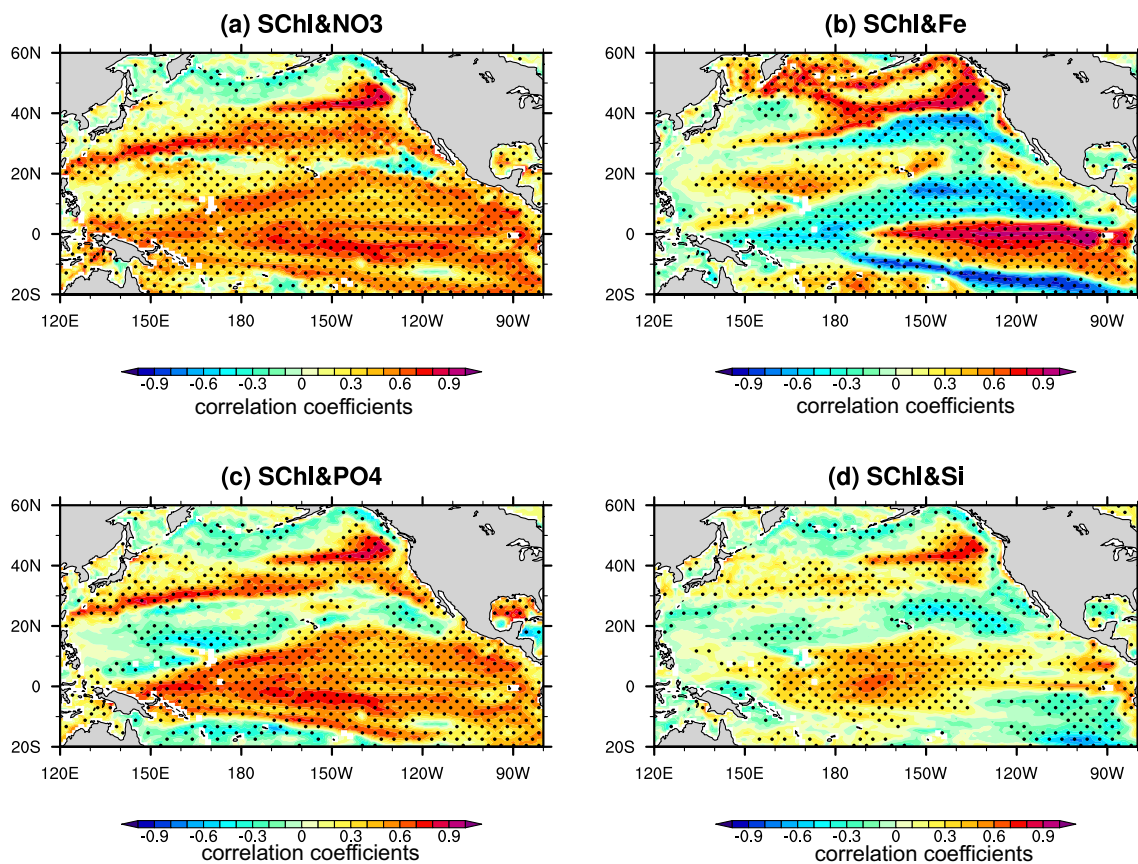 (a) SChl&NO3
(b) SChl&Fe
60N
40N
20N
0
20S
120E 150E 180 150W 120W 90W
60N
40N
20N
0
20S
120E 150E 180 150W 120W 90W
-0.9 -0.6 -0.3 0 0.3 0.6 0.9
correlation coefficients
-0.9 -0.6 -0.3 0 0.3 0.6 0.9
correlation coefficients
(c) SChl&PO4
(d) SChl&Si
60N
40N
20N
0
20S
120E 150E 180 150W 120W 90W
60N
40N
20N
0
20S
120E 150E 180 150W 120W 90W
-0.9 -0.6 -0.3 0 0.3 0.6 0.9
correlation coefficients
-0.9 -0.6 -0.3 0 0.3 0.6 0.9
correlation coefficients